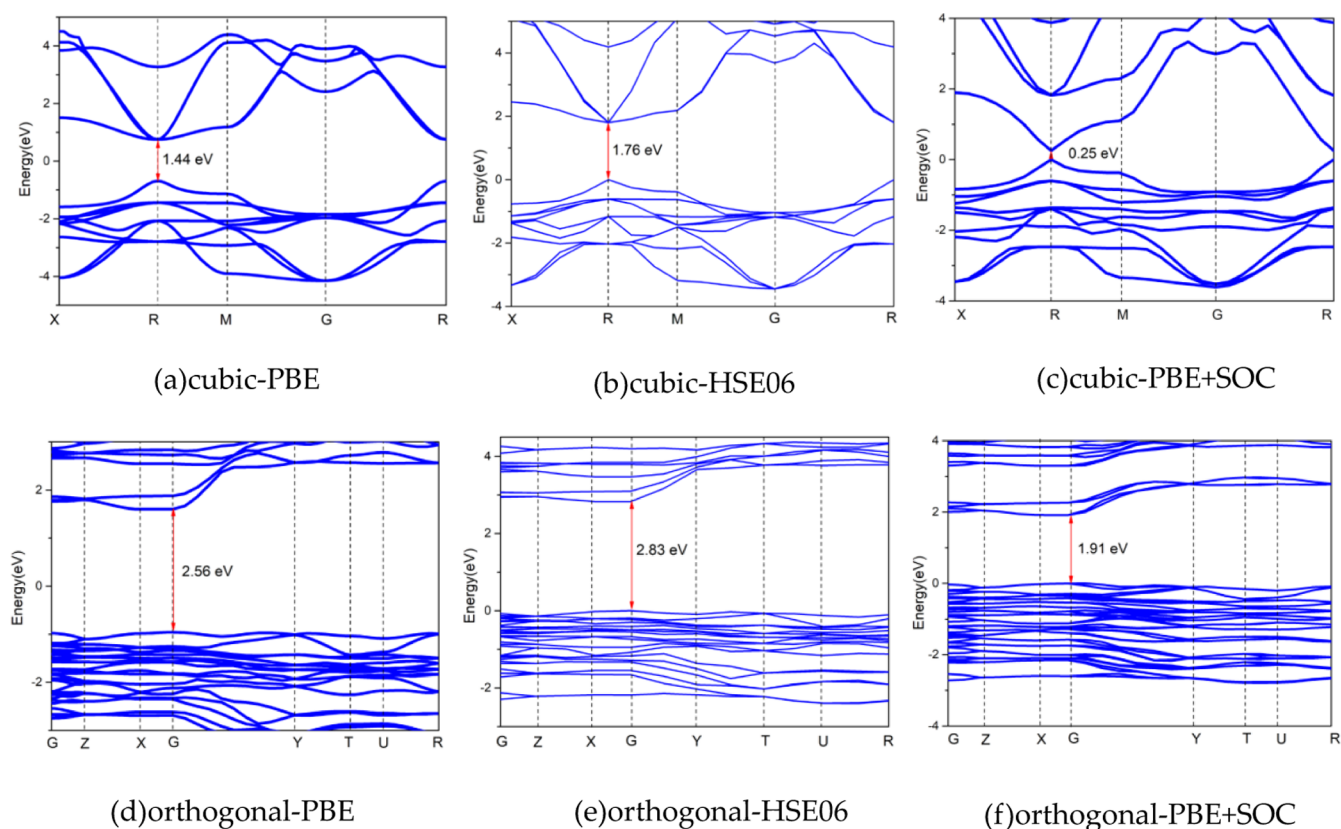 4
2
0
-2
-4
Energy(eV)
1.44 eV
X R M G R
(a)cubic-PBE
4
2
0
-2
-4
Energy(eV)
1.76 eV
X R M G R
(b)cubic-HSE06
4
2
0
-2
-4
Energy(eV)
0.25 eV
X R M G R
(c)cubic-PBE+SOC
2
0
-2
Energy(eV)
2.56 eV
G Z X G Y T U R
(d)orthogonal-PBE
4
2
0
-2
Energy(eV)
2.83 eV
G Z X G Y T U R
(e)orthogonal-HSE06
4
2
0
-2
-4
Energy(eV)
1.91 eV
G Z X G Y T U R
(f)orthogonal-PBE+SOC